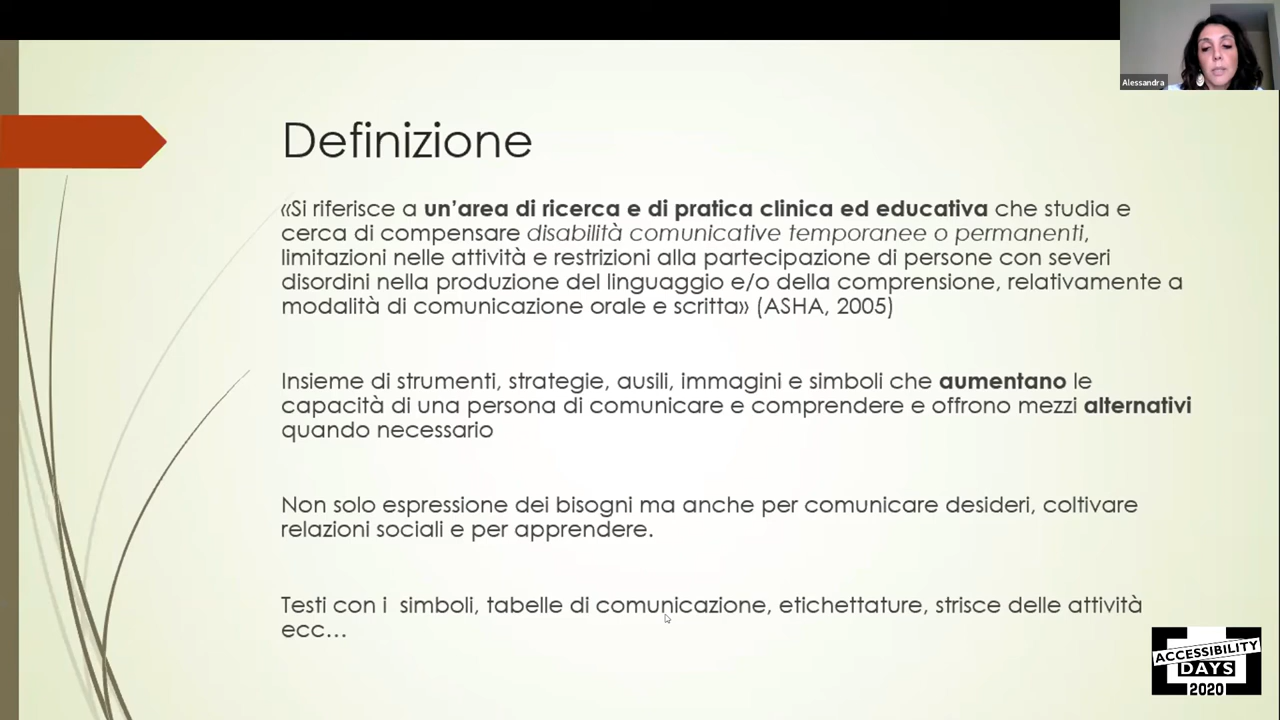 Alessandra
Definizione
«Si riferisce a un'area di ricerca e di pratica clinica ed educativa che studia e
cerca di compensare disabilità comunicative temporanee o permanenti,
limitazioni nelle attività e restrizioni alla partecipazione di persone con severi
disordini nella produzione del linguaggio e/o della comprensione, relativamente a
modalità di comunicazione orale e scritta» (ASHA, 2005)
Insieme di strumenti, strategie, ausili, immagini e simboli che aumentano le
capacità di una persona di comunicare e comprendere e offrono mezzi alternativi
quando necessario
Non solo espressione dei bisogni ma anche per comunicare desideri, coltivare
relazioni sociali e per apprendere.
Testi con i  simboli, tabelle di comunicazione, etichettature, strisce delle attività
ecc…
ACCESSIBILITY
DAYS
2020